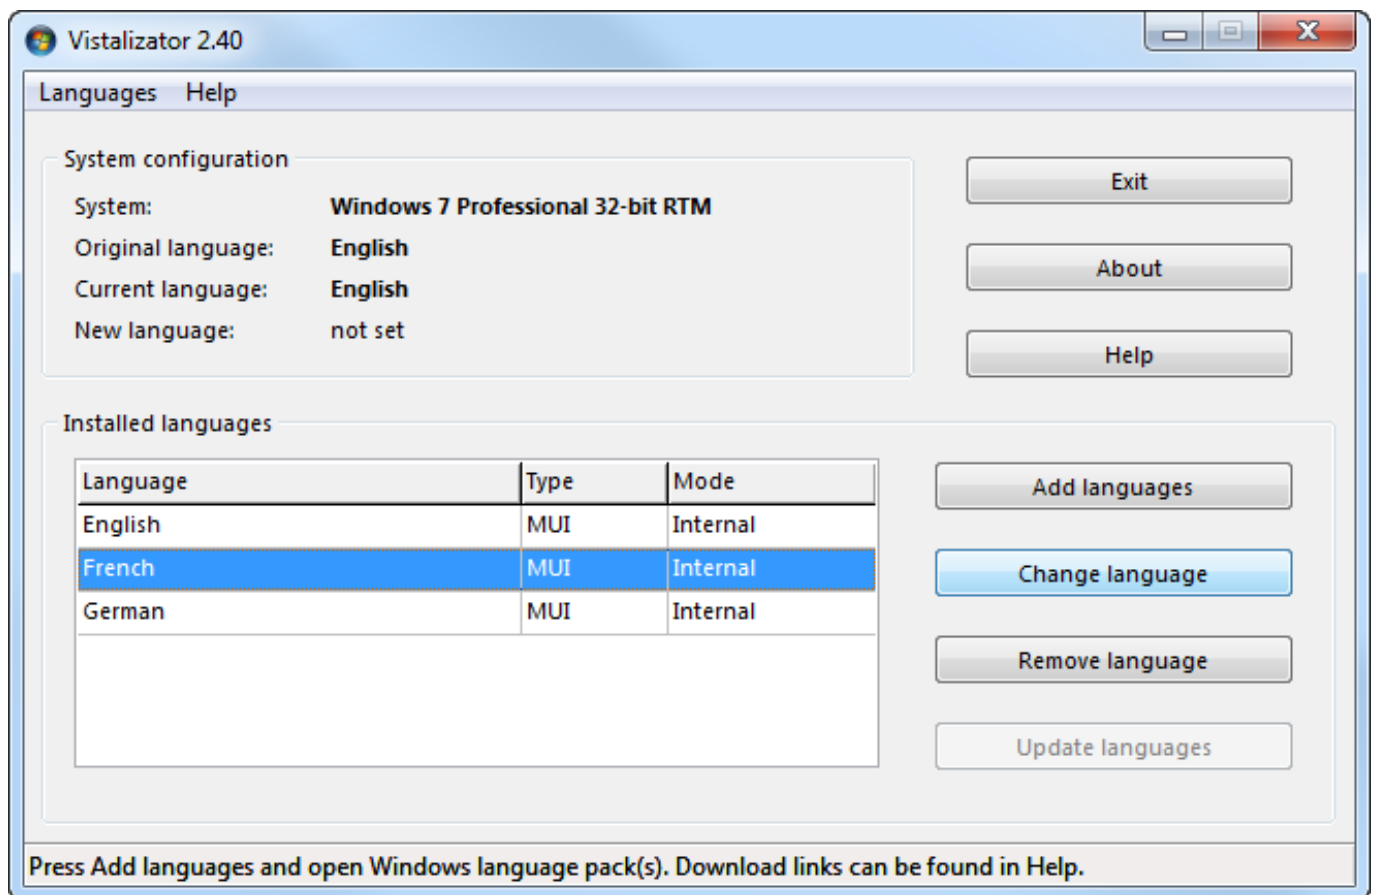 Vistalizator 2.40
Languages Help
System configuration
System: Windows 7 Professional 32-bit RTM
Original language: English
Current language: English
New language: not set
Exit
About
Help
Installed languages
Language Type Mode
English MUI Internal
French MUI Internal
German MUI Internal
Add languages
Change language
Remove language
Update languages
Press Add languages and open Windows language pack(s). Download links can be found in Help.